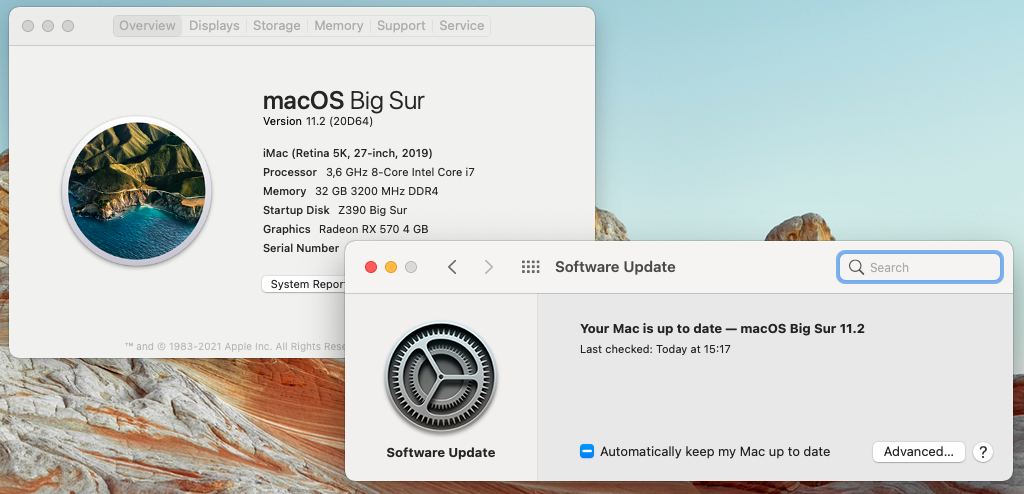 Overview Displays Storage Memory Support Service
macOS Big Sur
Version 11.2 (20D64)
iMac (Retina 5K, 27-inch, 2019)
Processor 3,6 GHz 8-Core Intel Core i7
Memory 32 GB 3200 MHz DDR4
Startup Disk Z390 Big Sur
Graphics Radeon RX 570 4 GB
Serial Number
System Repor
™ and © 1983-2021 Apple Inc. All Rights Rese
Software Update
Search
Software Update
Your Mac is up to date — macOS Big Sur 11.2
Last checked: Today at 15:17
Automatically keep my Mac up to date
Advanced...
?